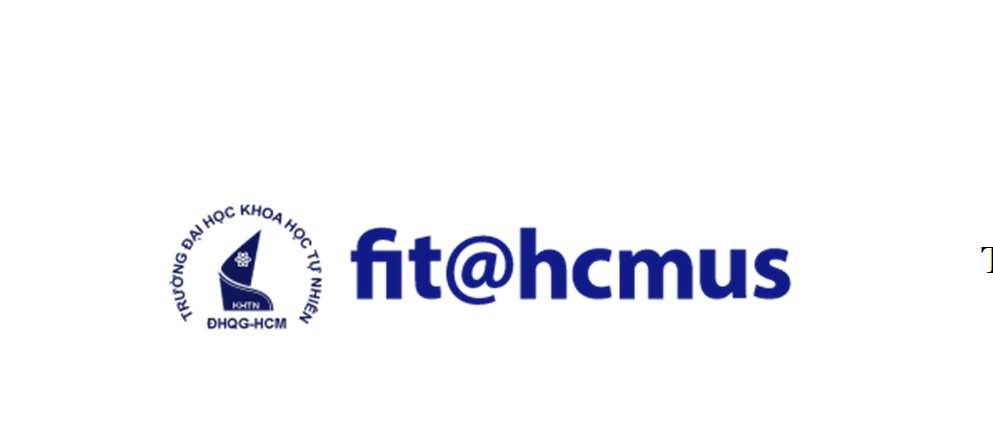 TRƯỜNG ĐẠI HỌC KHOA HỌC TỰ NHIÊN
KHTN
ĐHQG-HCM
fit@hcmus
T